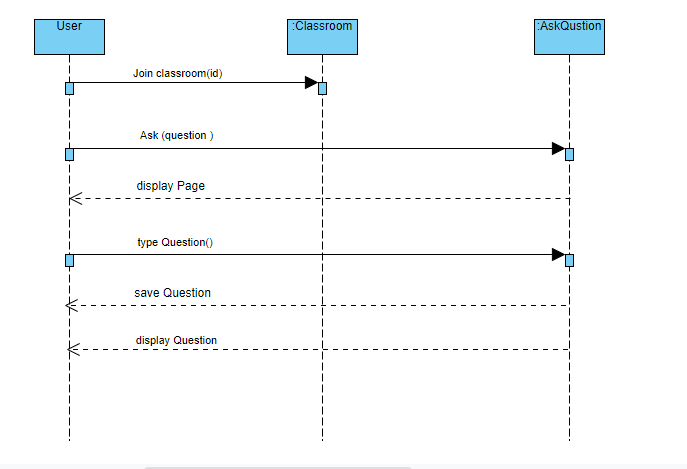 User
:Classroom
:AskQustion
Join classroom(id)
Ask (question )
display Page
type Question()
save Question
display Question